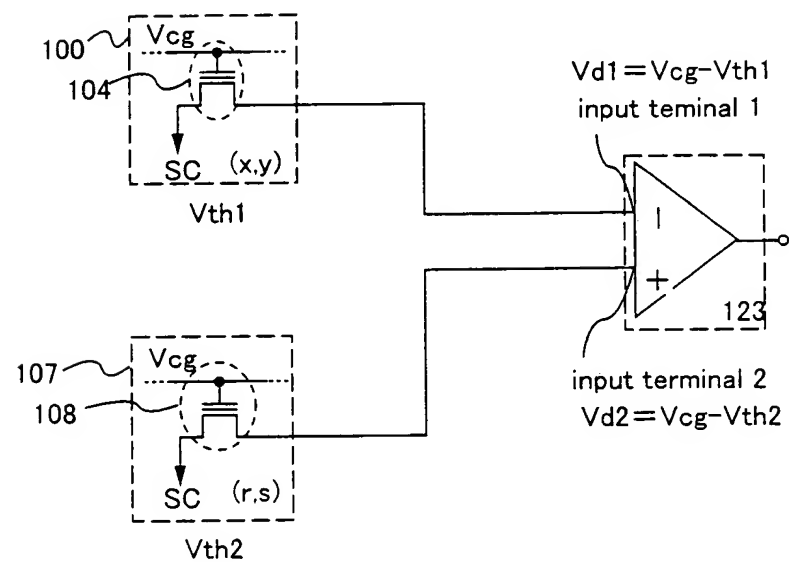 100
Vcg
104
SC
(x,y)
Vth1
Vd1=Vcg-Vth1
input teminal 1
−
+
123
107
Vcg
108
SC
(r,s)
Vth2
input terminal 2
Vd2=Vcg-Vth2